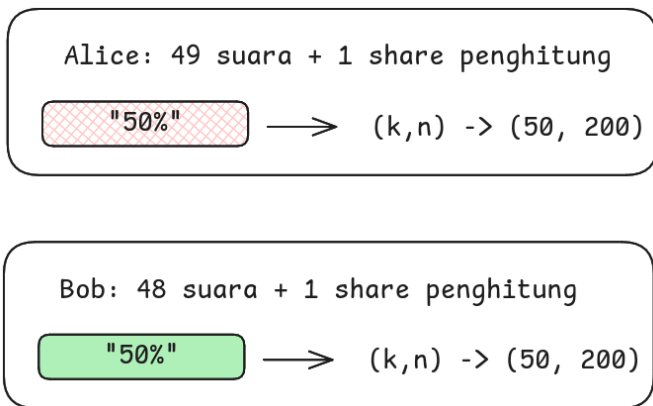 Alice: 49 suara + 1 share penghitung
"50%" (k,n) -> (50, 200)
Bob: 48 suara + 1 share penghitung
"50%" (k,n) -> (50, 200)